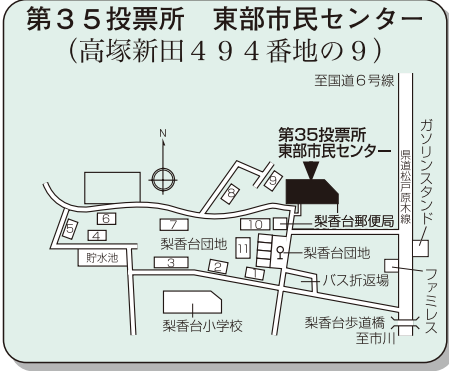 第３５投票所　東部市民センター
（高塚新田４９４番地の９）
至国道６号線
N
第35投票所
東部市民センター
県道松戸原木線
ガソリンスタンド
9
8
梨香台郵便局
5
6
4
7
10
梨香台団地
11
梨香台団地
貯水池
3
2
1
バス折返場
ファミレス
梨香台小学校
梨香台歩道橋
至市川